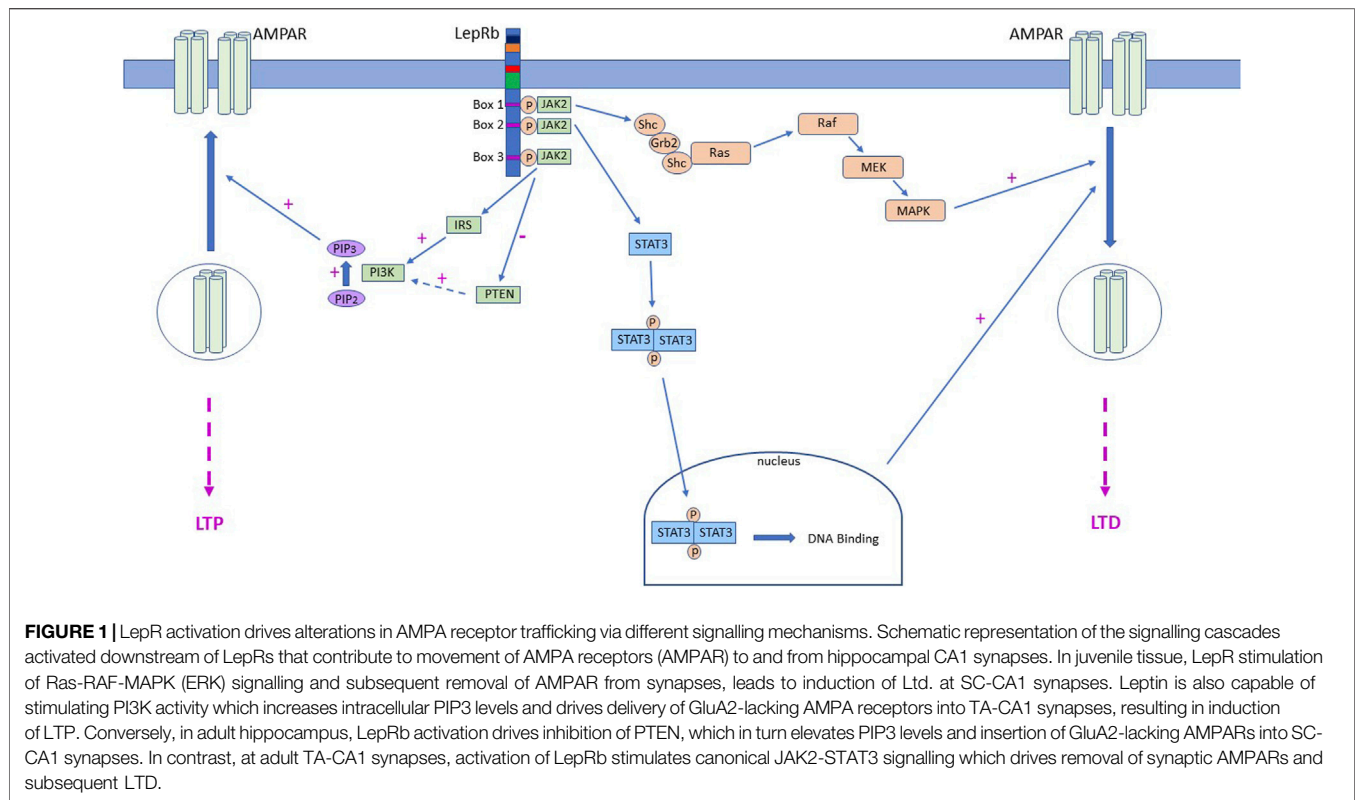 AMPAR
LepRb
AMPAR
Box 1
P
JAK2
Box 2
P
JAK2
Box 3
P
JAK2
Shc
Grb2
Shc
Ras
Raf
MEK
MAPK
+
+
IRS
+
-
PIP3
+
PIP2
PI3K
+
PTEN
STAT3
P
STAT3 STAT3
p
+
nucleus
P
STAT3 STAT3
p
DNA Binding
LTP
LTD
FIGURE 1 | LepR activation drives alterations in AMPA receptor trafficking via different signalling mechanisms. Schematic representation of the signalling cascades
activated downstream of LepRs that contribute to movement of AMPA receptors (AMPAR) to and from hippocampal CA1 synapses. In juvenile tissue, LepR stimulation
of Ras-RAF-MAPK (ERK) signalling and subsequent removal of AMPAR from synapses, leads to induction of Ltd. at SC-CA1 synapses. Leptin is also capable of
stimulating PI3K activity which increases intracellular PIP3 levels and drives delivery of GluA2-lacking AMPA receptors into TA-CA1 synapses, resulting in induction
of LTP. Conversely, in adult hippocampus, LepRb activation drives inhibition of PTEN, which in turn elevates PIP3 levels and insertion of GluA2-lacking AMPARs into SC-
CA1 synapses. In contrast, at adult TA-CA1 synapses, activation of LepRb stimulates canonical JAK2-STAT3 signalling which drives removal of synaptic AMPARs and
subsequent LTD.